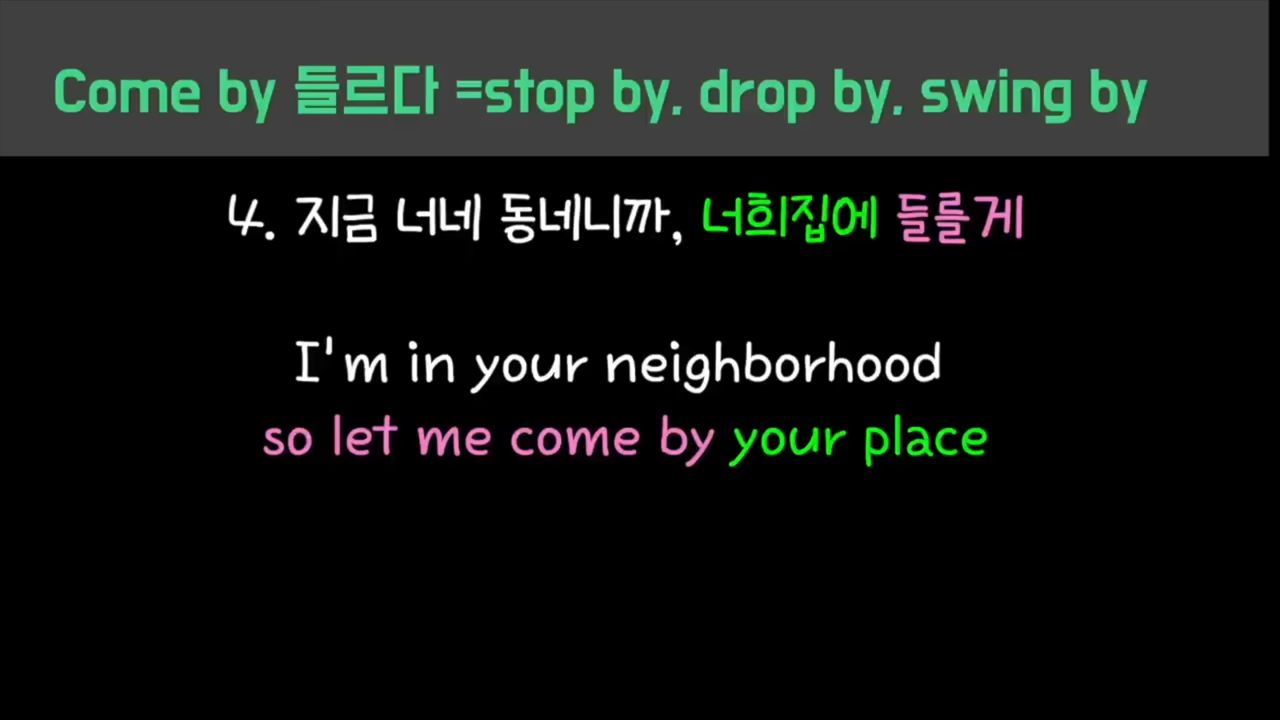 Come by 들르다 =stop by, drop by, swing by
4. 지금 너네 동네니까, 너희집에 들를게
I'm in your neighborhood
so let me come by your place